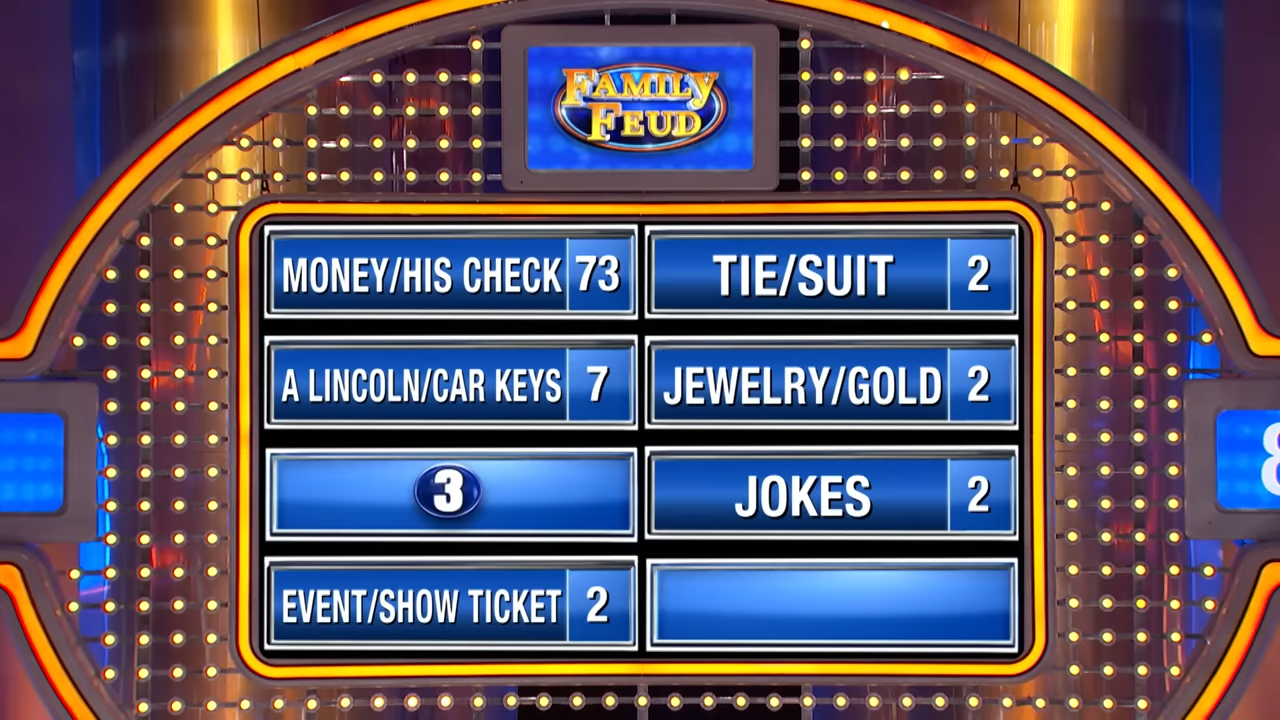 FAMILY
FEUD
MONEY/HIS CHECK 73
TIE/SUIT 2
A LINCOLN/CAR KEYS 7
JEWELRY/GOLD 2
3
JOKES 2
EVENT/SHOW TICKET 2
8